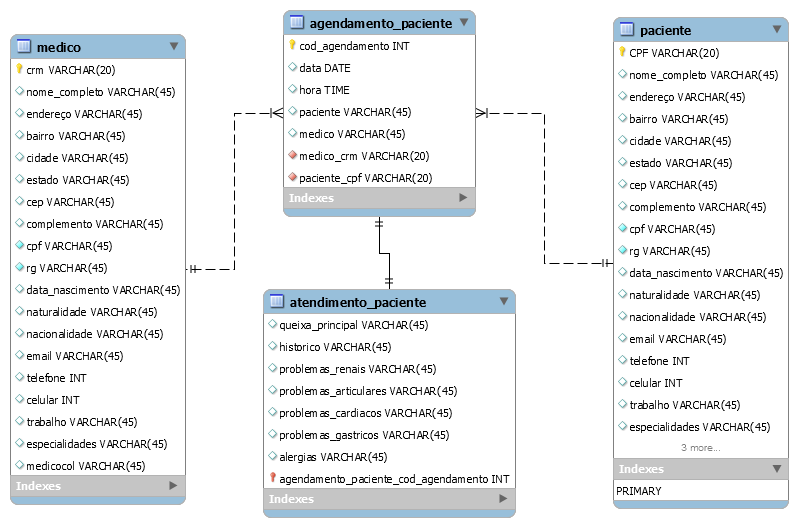 medico
crm VARCHAR(20)
nome_completo VARCHAR(45)
endereço VARCHAR(45)
bairro VARCHAR(45)
cidade VARCHAR(45)
estado VARCHAR(45)
cep VARCHAR(45)
complemento VARCHAR(45)
cpf VARCHAR(45)
rg VARCHAR(45)
data_nascimento VARCHAR(45)
naturalidade VARCHAR(45)
nacionalidade VARCHAR(45)
email VARCHAR(45)
telefone INT
celular INT
trabalho VARCHAR(45)
especialidades VARCHAR(45)
medicocol VARCHAR(45)
Indexes
agendamento_paciente
cod_agendamento INT
data DATE
hora TIME
paciente VARCHAR(45)
medico VARCHAR(45)
medico_crm VARCHAR(20)
paciente_cpf VARCHAR(20)
Indexes
atendimento_paciente
queixa_principal VARCHAR(45)
historico VARCHAR(45)
problemas_renais VARCHAR(45)
problemas_articulares VARCHAR(45)
problemas_cardiacos VARCHAR(45)
problemas_gastricos VARCHAR(45)
alergias VARCHAR(45)
agendamento_paciente_cod_agendamento INT
Indexes
paciente
CPF VARCHAR(20)
nome_completo VARCHAR(45)
endereço VARCHAR(45)
bairro VARCHAR(45)
cidade VARCHAR(45)
estado VARCHAR(45)
cep VARCHAR(45)
complemento VARCHAR(45)
cpf VARCHAR(45)
rg VARCHAR(45)
data_nascimento VARCHAR(45)
naturalidade VARCHAR(45)
nacionalidade VARCHAR(45)
email VARCHAR(45)
telefone INT
celular INT
trabalho VARCHAR(45)
especialidades VARCHAR(45)
3 more...
Indexes
PRIMARY